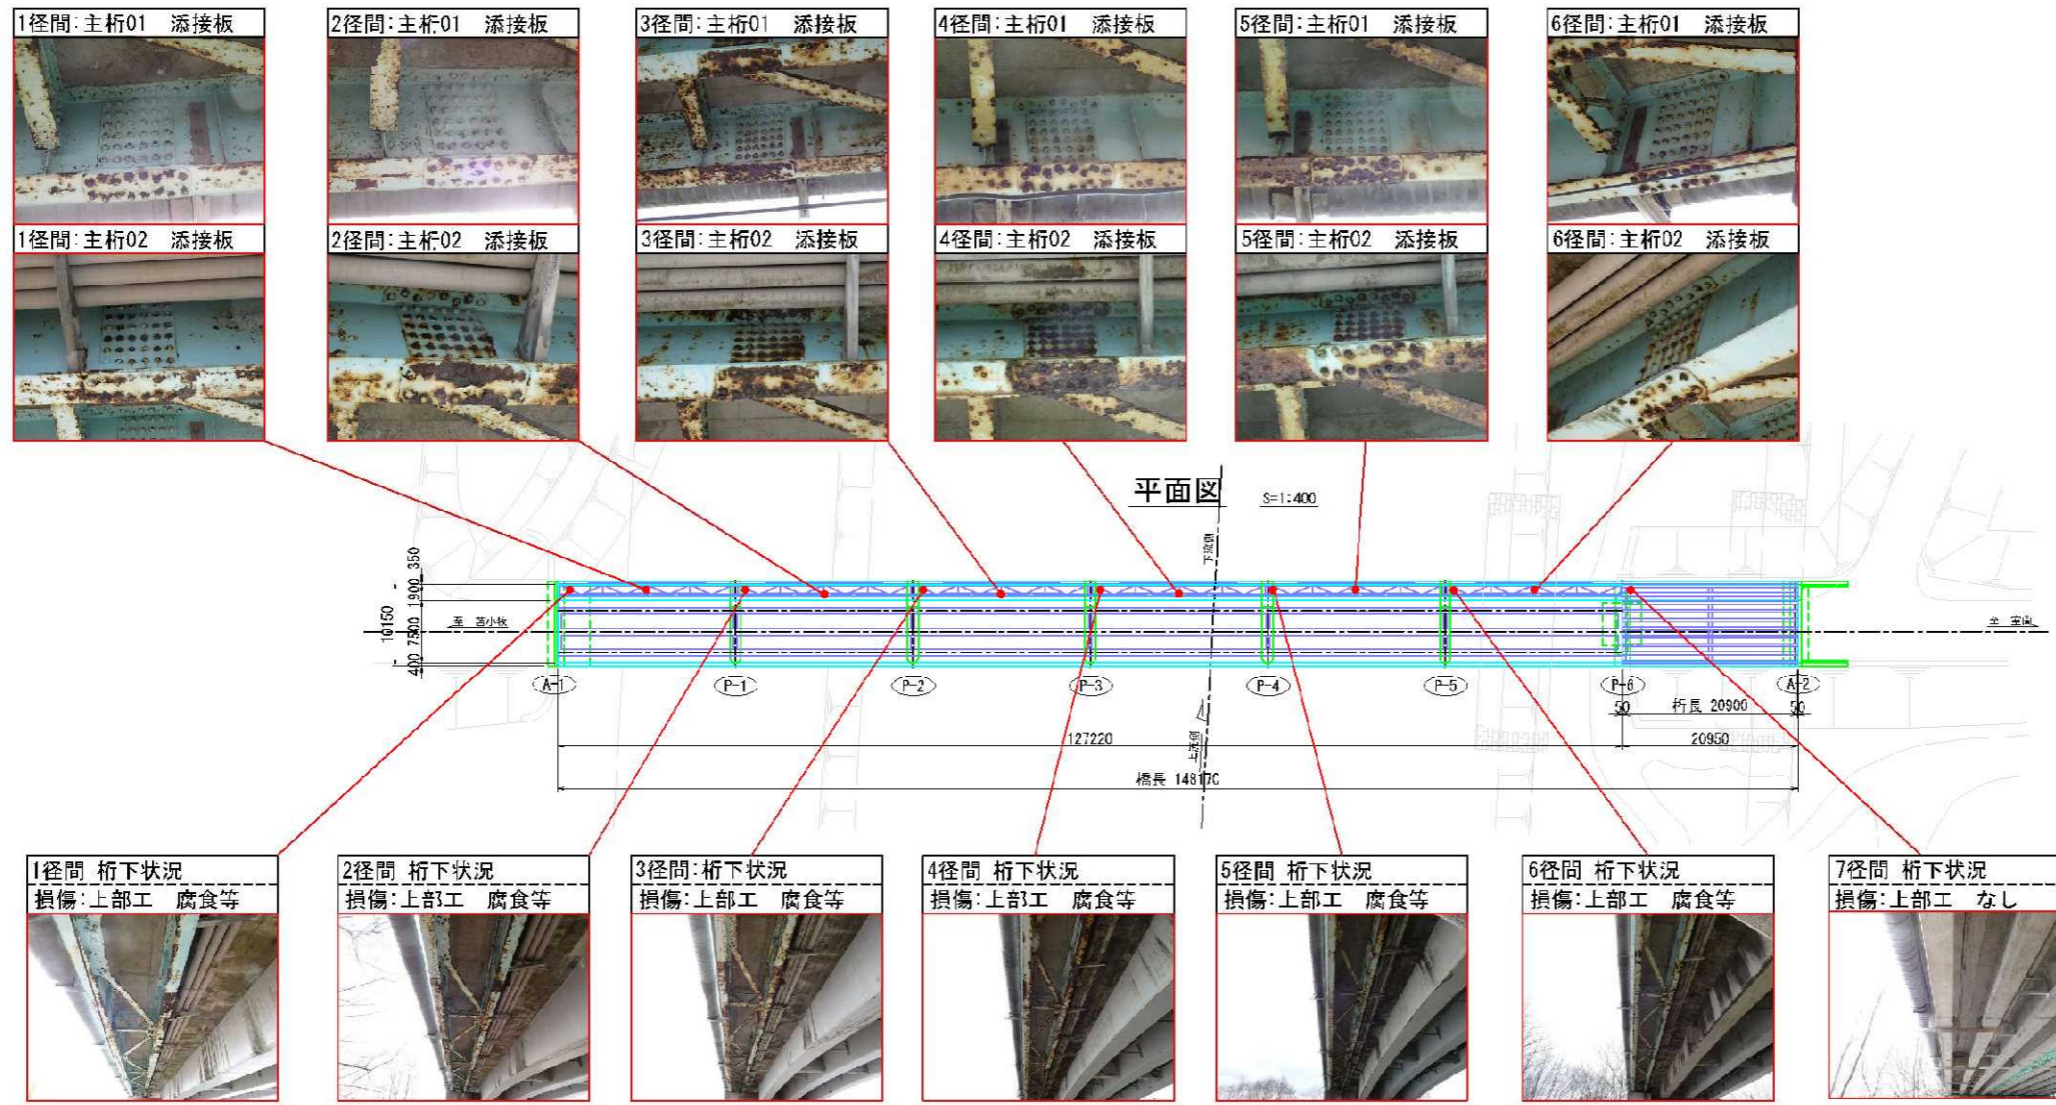 1径間:主桁01 添接板
2径間:主桁01 添接板
3径間:主桁01 添接板
4径間:主桁01 添接板
5径間:主桁01 添接板
6径間:主桁01 添接板
1径間:主桁02 添接板
2径間:主桁02 添接板
3径間:主桁02 添接板
4径間:主桁02 添接板
5径間:主桁02 添接板
6径間:主桁02 添接板
平面図 S=1:400
下流側
350
1900
10150
7500
400
至 苫小牧
至 室蘭
A-1
P-1
P-2
P-3
P-4
P-5
P-6
A-2
50
桁長 20900
50
127220
20950
上流側
橋長 148170
1径間 桁下状況
損傷:上部工 腐食等
2径間 桁下状況
損傷:上部工 腐食等
3径間:桁下状況
損傷:上部工 腐食等
4径間 桁下状況
損傷:上部工 腐食等
5径間 桁下状況
損傷:上部工 腐食等
6径間 桁下状況
損傷:上部工 腐食等
7径間 桁下状況
損傷:上部工 なし